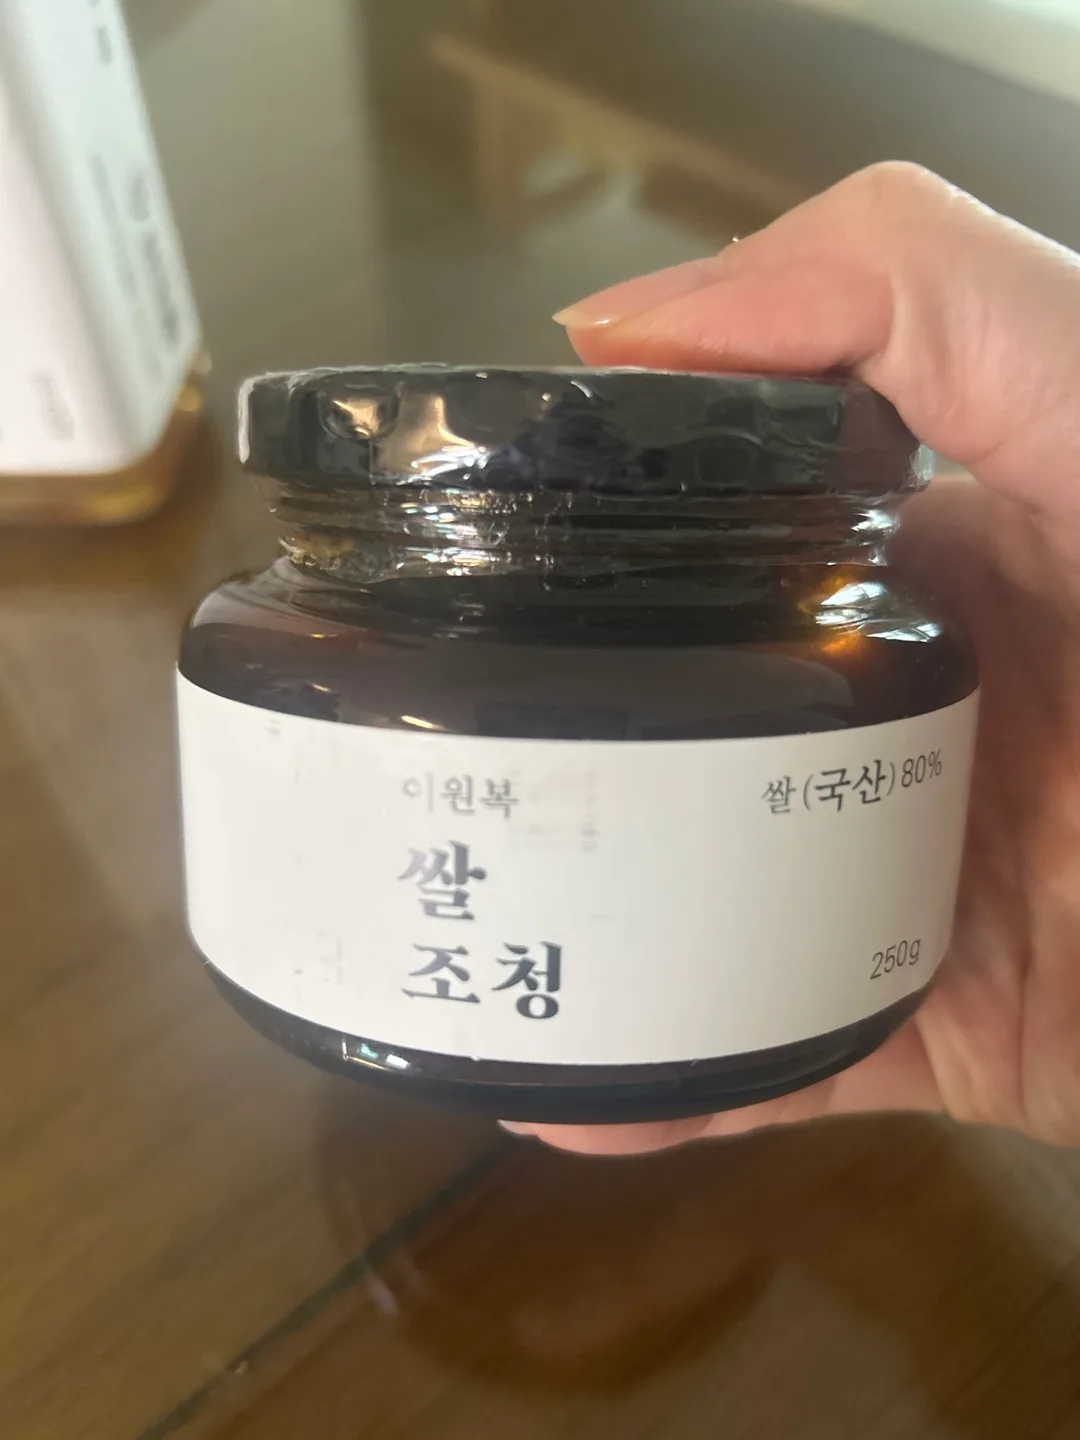 이원복
쌀
조청
쌀(국산)80%
250g